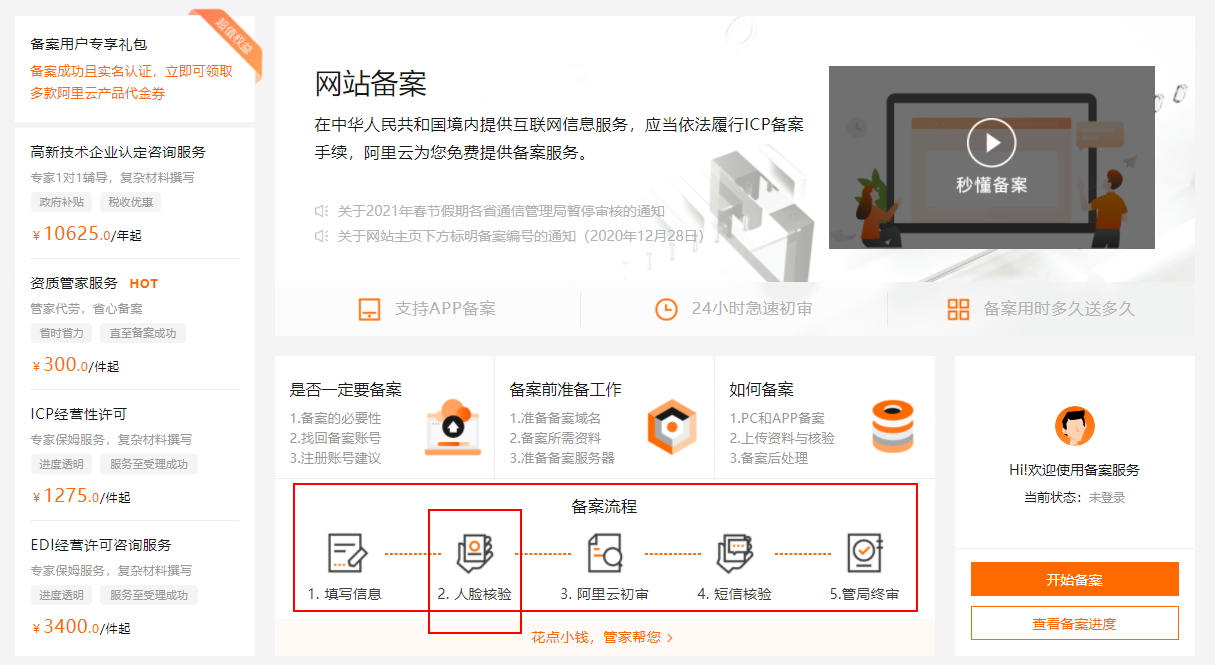 超值权益
备案用户专享礼包
备案成功且实名认证，立即可领取
多款阿里云产品代金券
高新技术企业认定咨询服务
专家1对1辅导，复杂材料撰写
政府补贴 税收优惠
¥10625.0/年起
资质管家服务 HOT
管家代劳，省心备案
省时省力 直至备案成功
¥300.0/件起
ICP经营性许可
专家保姆服务，复杂材料撰写
进度透明 服务至受理成功
¥1275.0/件起
EDI经营许可咨询服务
专家保姆服务，复杂材料撰写
进度透明 服务至受理成功
¥3400.0/件起
网站备案
在中华人民共和国境内提供互联网信息服务，应当依法履行ICP备案
手续，阿里云为您免费提供备案服务。
关于2021年春节假期各省通信管理局暂停审核的通知
关于网站主页下方标明备案编号的通知（2020年12月28日）
秒懂备案
支持APP备案 24小时急速初审 备案用时多久送多久
是否一定要备案
1.备案的必要性
2.找回备案账号
3.注册账号建议
备案前准备工作
1.准备备案域名
2.备案所需资料
3.准备备案服务器
如何备案
1.PC和APP备案
2.上传资料与核验
3.备案后处理
备案流程
1. 填写信息 2. 人脸核验 3. 阿里云初审 4. 短信核验 5.管局终审
花点小钱，管家帮您 >
Hi!欢迎使用备案服务
当前状态：未登录
开始备案
查看备案进度